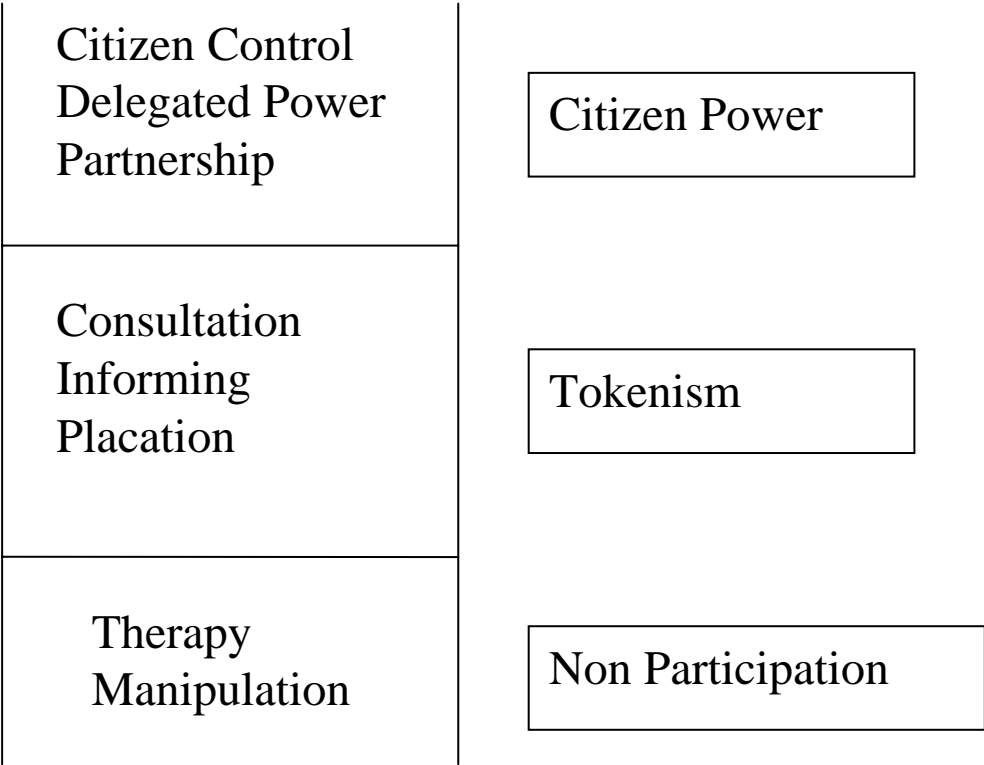 Citizen Control
Delegated Power
Partnership
Citizen Power
Consultation
Informing
Placation
Tokenism
Therapy
Manipulation
Non Participation